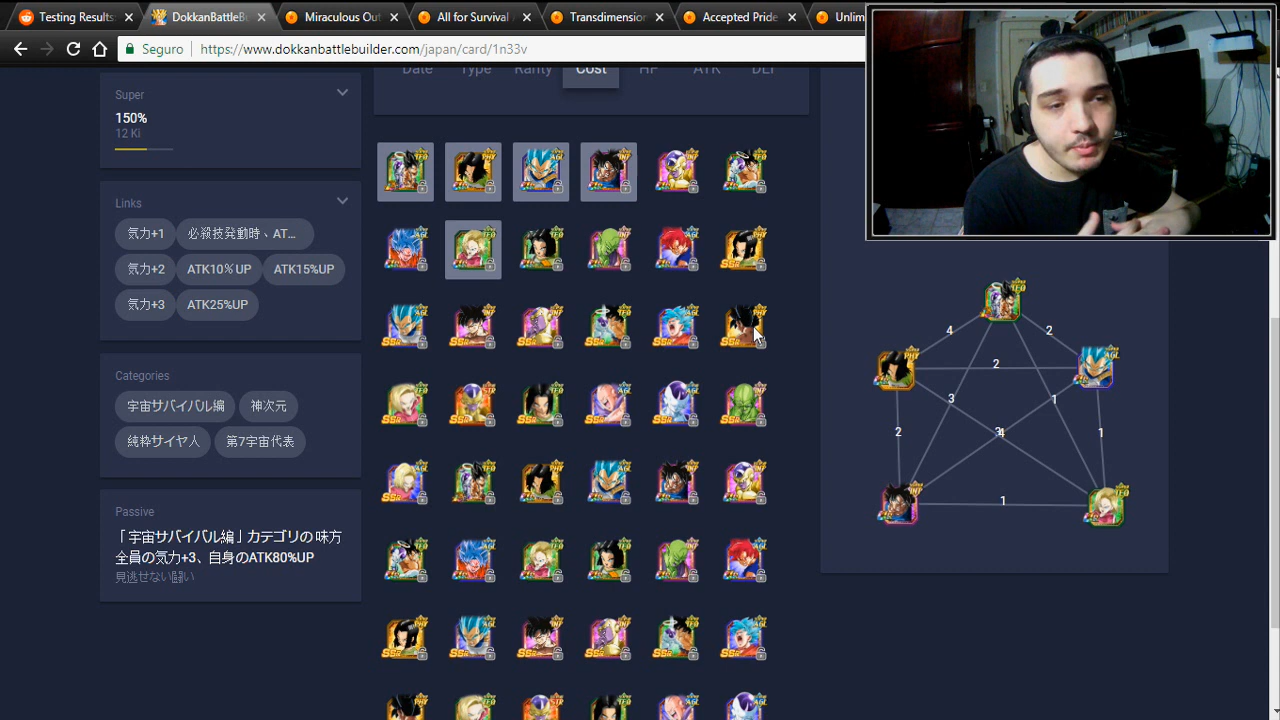 Testing Results:
DokkanBattleB
Miraculous Out
All for Survival
Transdimension
Accepted Pride
Unlim
Seguro
https://www.dokkanbattlebuilder.com/japan/card/1n33v
Date Type Rarity Cost HP ATK DEF
Super
150%
12 Ki
Links
気力+1
必殺技発動時、AT...
気力+2
ATK10%UP
ATK15%UP
気力+3
ATK25%UP
Categories
宇宙サバイバル編
神次元
純粋サイヤ人
第7宇宙代表
Passive
「宇宙サバイバル編」カテゴリの味方
全員の気力+3、自身のATK80%UP
見逃せない闘い
4
2
2
3
1
2
4
1
1